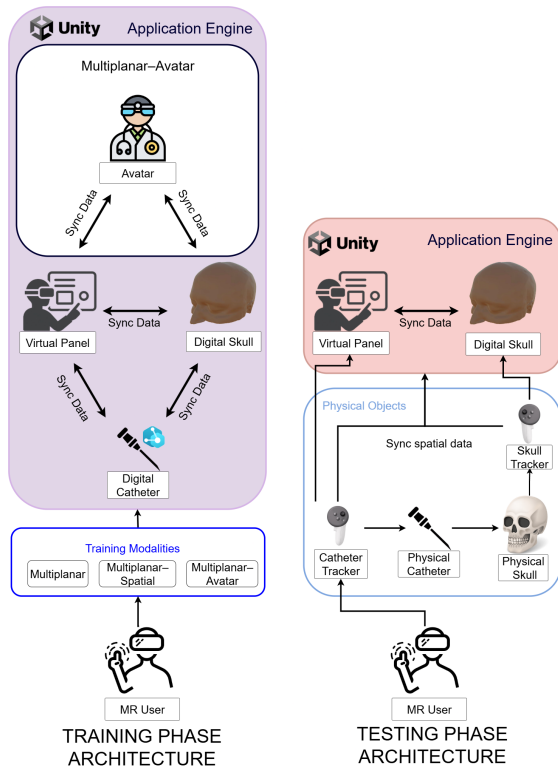 Unity
Application Engine
Multiplanar–Avatar
Avatar
Sync Data
Sync Data
Virtual Panel
Sync Data
Digital Skull
Sync Data
Sync Data
Digital
Catheter
Training Modalities
Multiplanar
Multiplanar–
Spatial
Multiplanar–
Avatar
MR User
TRAINING PHASE
ARCHITECTURE
Unity
Application Engine
Virtual Panel
Sync Data
Digital Skull
Physical Objects
Sync spatial data
Skull
Tracker
Catheter
Tracker
Physical
Catheter
Physical
Skull
MR User
TESTING PHASE
ARCHITECTURE